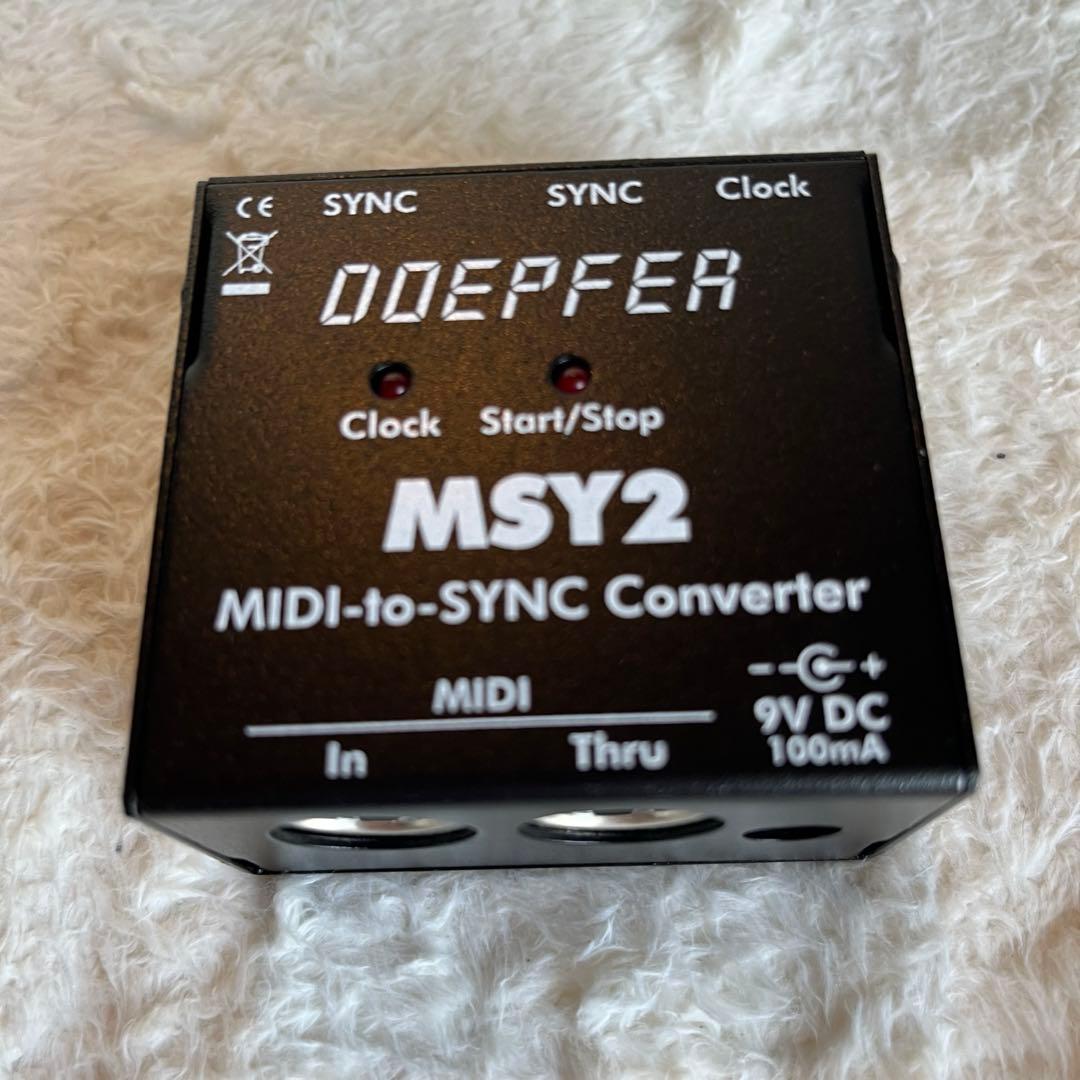 CE SYNC SYNC Clock
DOEPFER
Clock Start/Stop
MSY2
MIDI-to-SYNC Converter
MIDI
In Thru
- +
9V DC
100mA